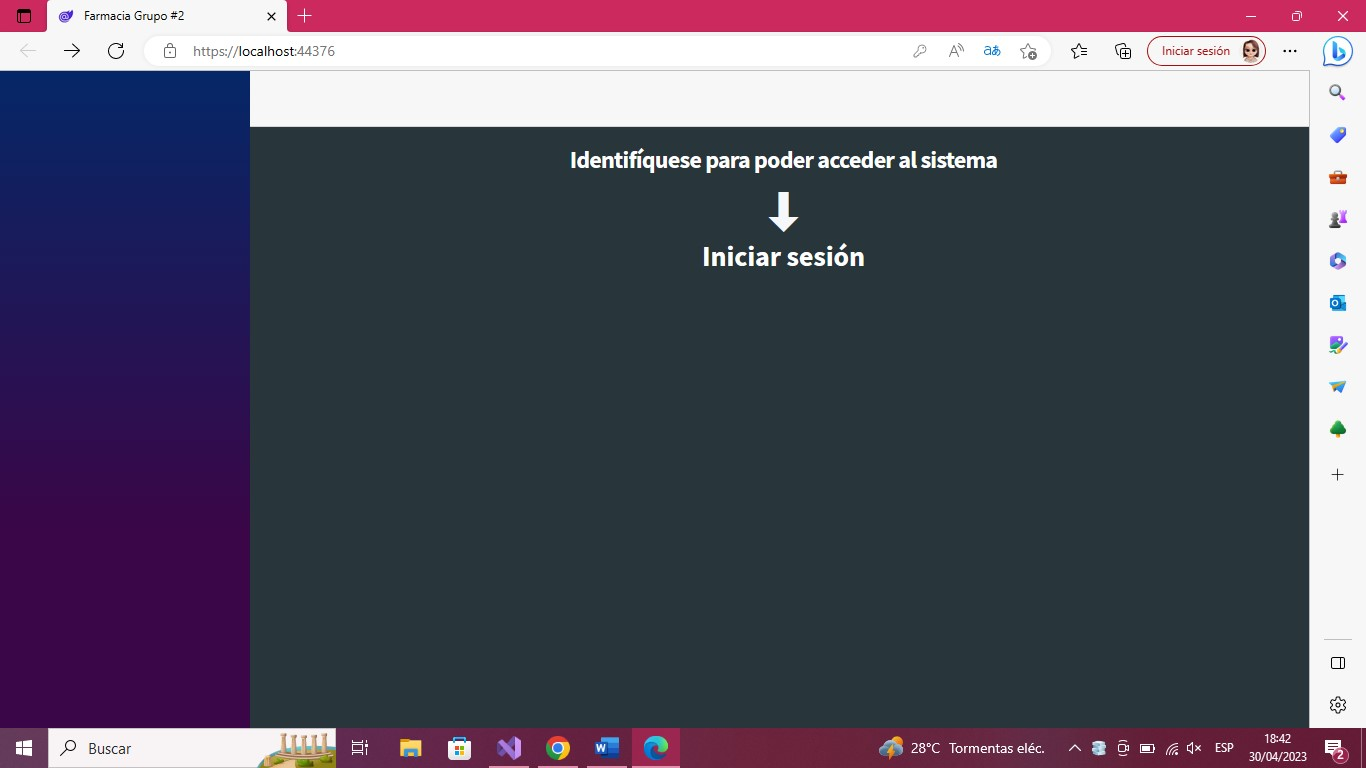 Farmacia Grupo #2
https://localhost:44376
Iniciar sesión
Identifíquese para poder acceder al sistema
Iniciar sesión
Buscar
28°C Tormentas eléc.
ESP
18:42
30/04/2023
2